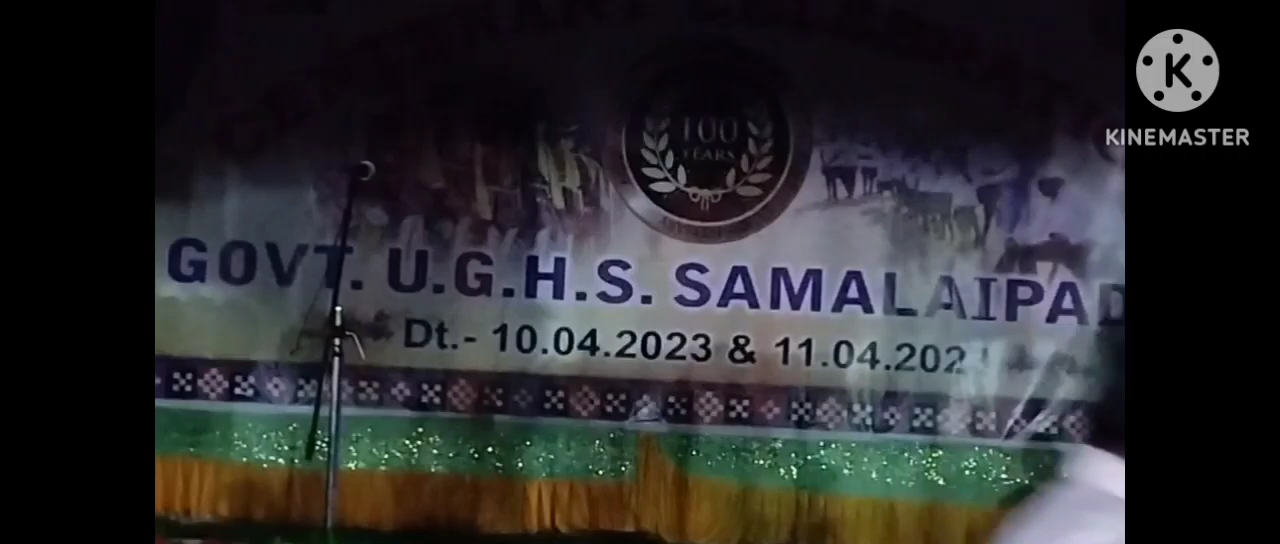 100
YEARS
GOVT. U.G.H.S. SAMALAIPAD
Dt.- 10.04.2023 & 11.04.202
K
KINEMASTER